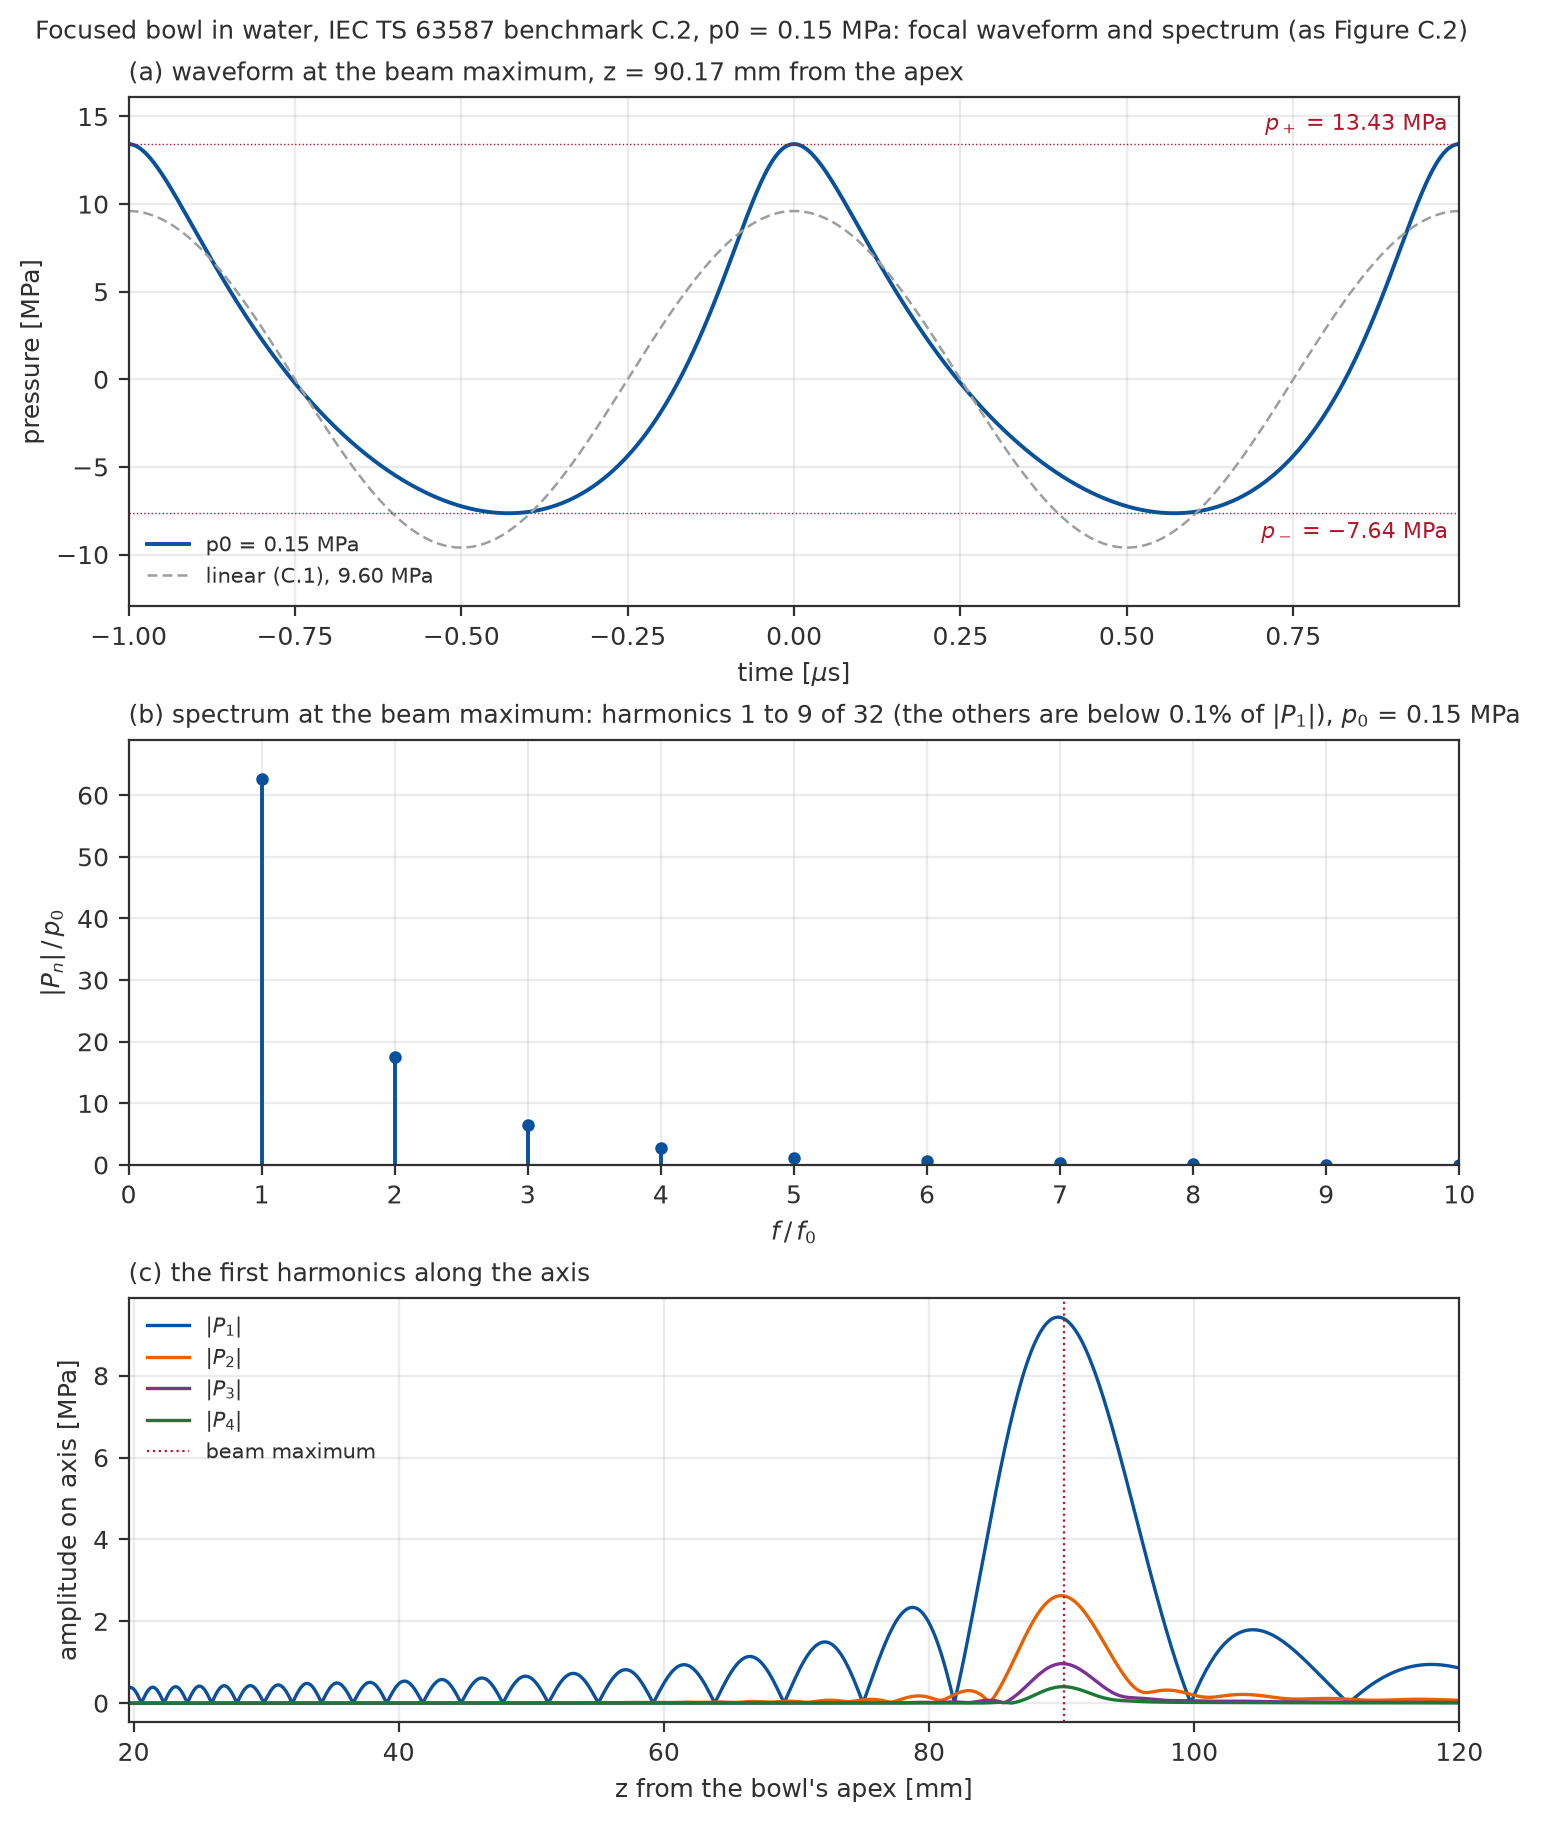 Focused bowl in water, IEC TS 63587 benchmark C.2, p0 = 0.15 MPa: focal waveform and spectrum (as Figure C.2)
(a) waveform at the beam maximum, z = 90.17 mm from the apex
15
10
5
0
−5
−10
pressure [MPa]
p₊ = 13.43 MPa
p₋ = −7.64 MPa
p0 = 0.15 MPa
linear (C.1), 9.60 MPa
−1.00 −0.75 −0.50 −0.25 0.00 0.25 0.50 0.75
time [μs]
(b) spectrum at the beam maximum: harmonics 1 to 9 of 32 (the others are below 0.1% of |P₁|), p₀ = 0.15 MPa
60
50
40
30
20
10
0
|Pₙ| / p₀
0 1 2 3 4 5 6 7 8 9 10
f / f₀
(c) the first harmonics along the axis
8
6
4
2
0
amplitude on axis [MPa]
|P₁|
|P₂|
|P₃|
|P₄|
beam maximum
20 40 60 80 100 120
z from the bowl's apex [mm]